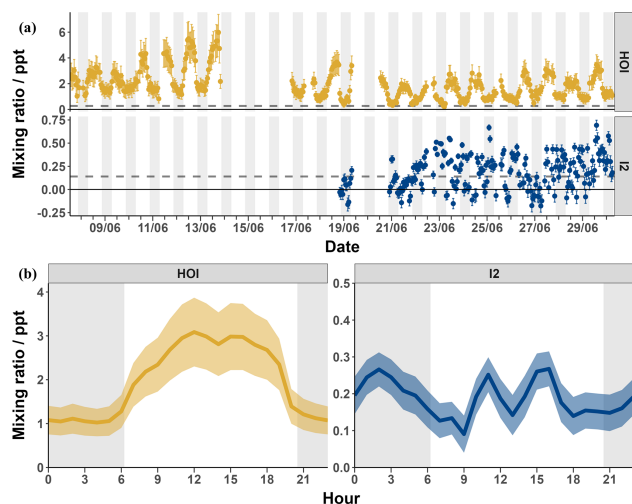 (a)
Mixing ratio / ppt
6
4
2
0
HOI
0.75
0.50
0.25
0.00
-0.25
I2
09/06 11/06 13/06 15/06 17/06 19/06 21/06 23/06 25/06 27/06 29/06
Date
(b)
HOI I2
Mixing ratio / ppt
4
3
2
1
0
0.5
0.4
0.3
0.2
0.1
0.0
0 3 6 9 12 15 18 21 0 3 6 9 12 15 18 21
Hour